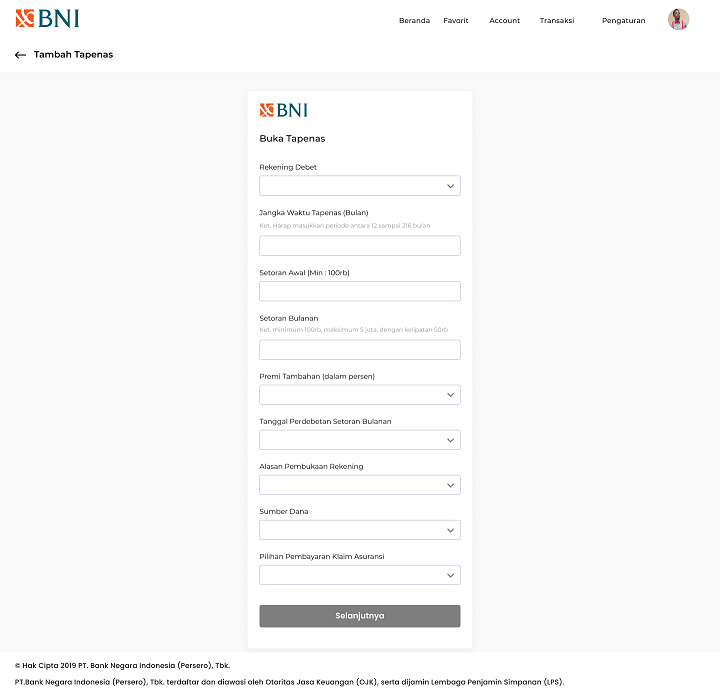 BNI
Beranda Favorit Account Transaksi Pengaturan
Tambah Tapenas
BNI
Buka Tapenas
Rekening Debet
Jangka Waktu Tapenas (Bulan)
Ket. Harap masukkan periode antara 12 sampai 216 bulan
Setoran Awal (Min : 100rb)
Setoran Bulanan
Ket. minimum 100rb, maksimum 5 juta, dengan kelipatan 50rb
Premi Tambahan (dalam persen)
Tanggal Perdebetan Setoran Bulanan
Alasan Pembukaan Rekening
Sumber Dana
Pilihan Pembayaran Klaim Asuransi
Selanjutnya
© Hak Cipta 2019 PT. Bank Negara Indonesia (Persero), Tbk.
PT.Bank Negara Indonesia (Persero), Tbk. terdaftar dan diawasi oleh Otoritas Jasa Keuangan (OJK), serta dijamin Lembaga Penjamin Simpanan (LPS).